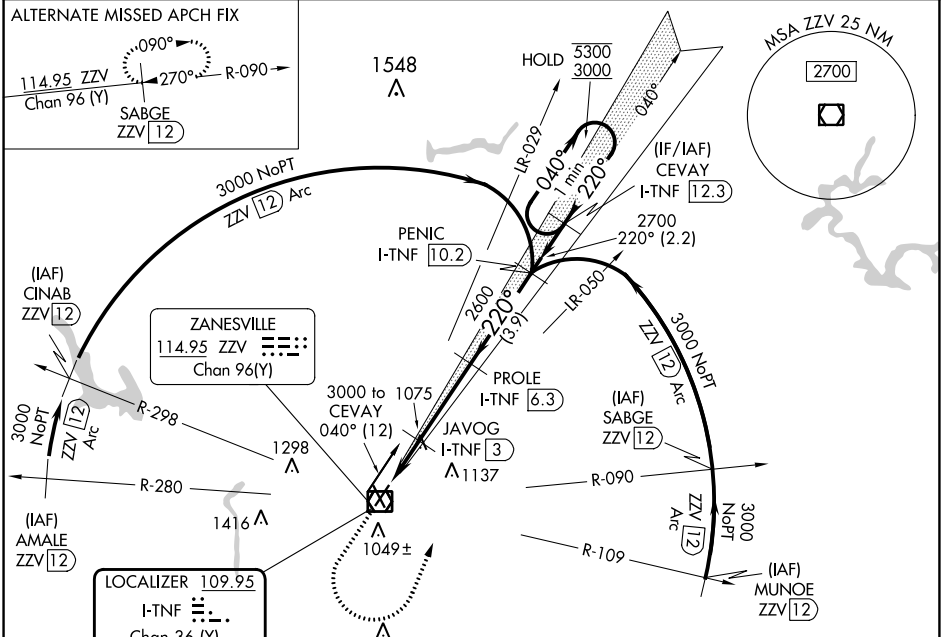 ALTERNATE MISSED APCH FIX
090°
114.95 ZZV
270°
R-090
Chan 96 (Y)
SABGE
ZZV 12
1548
HOLD
5300
3000
MSA ZZV 25 NM
2700
LR-029
040°
040°
1 min
220°
(IF/IAF)
CEVAY
I-TNF 12.3
3000 NoPT
ZZV 12 Arc
2700
220° (2.2)
PENIC
I-TNF 10.2
LR-050
(IAF)
CINAB
ZZV 12
2600
220°
(3.9)
3000 NoPT
ZZV 12 Arc
ZANESVILLE
114.95 ZZV
Chan 96(Y)
PROLE
I-TNF 6.3
3000
NoPT
ZZV 12
Arc
R-298
3000 to
CEVAY
040° (12)
1075
JAVOG
I-TNF 3
(IAF)
SABGE
ZZV 12
1298
1137
R-090
R-280
1416
(IAF)
AMALE
ZZV 12
1049±
R-109
ZZV 12
Arc
3000
NoPT
(IAF)
MUNOE
ZZV 12
LOCALIZER 109.95
I-TNF
Chan 36 (Y)